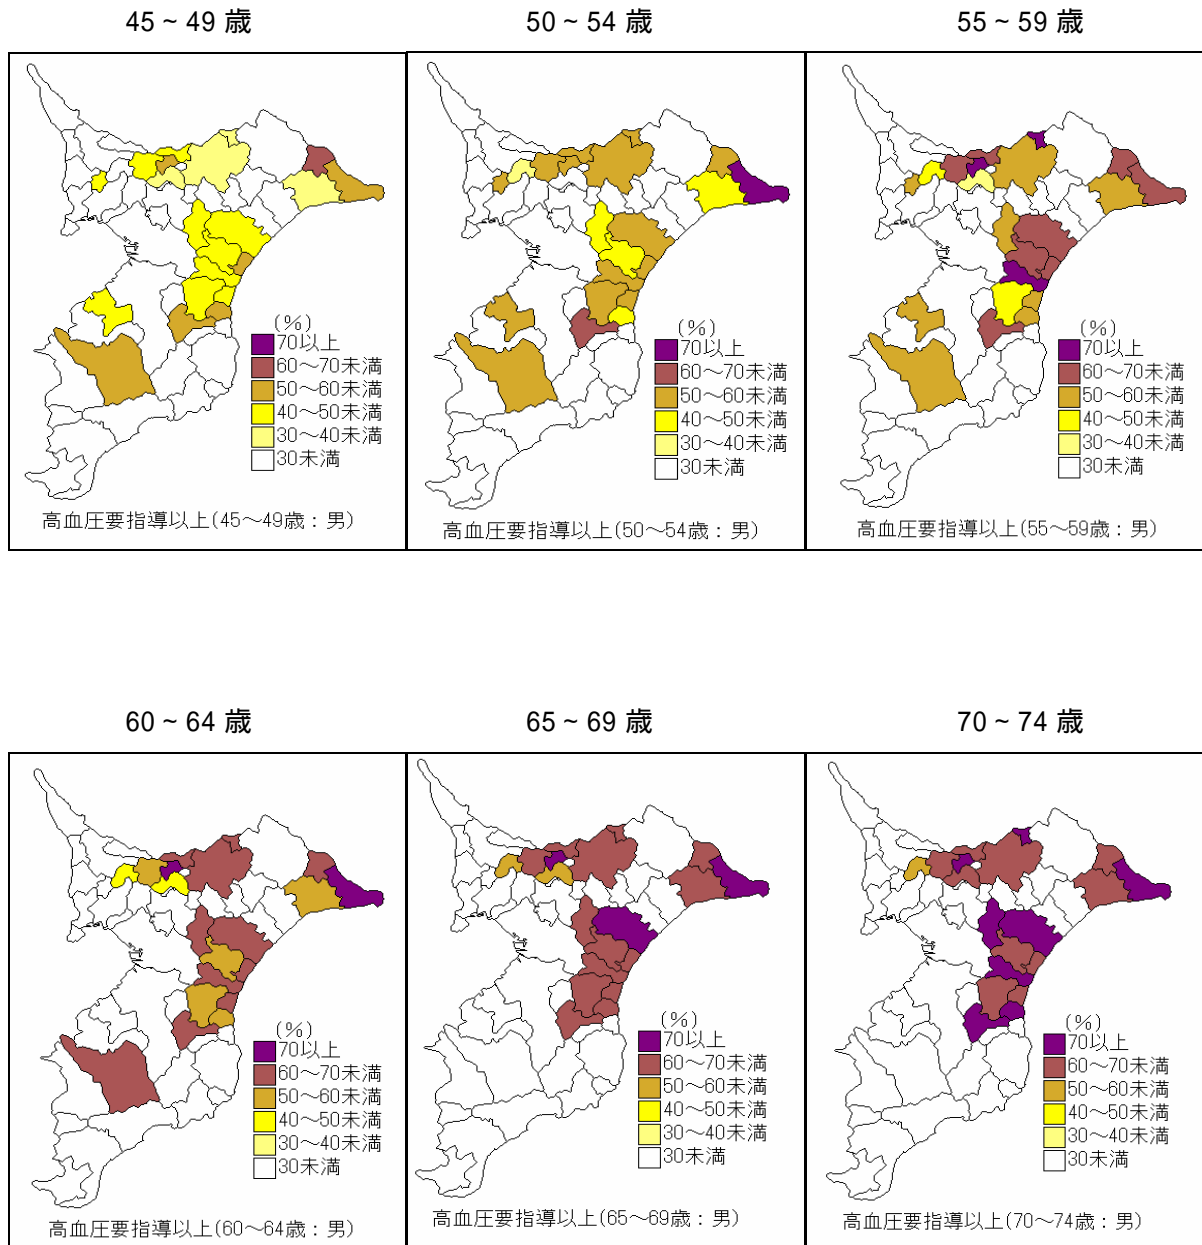 45 ~ 49 歳
50 ~ 54 歳
55 ~ 59 歳
(%)
70以上
60～70未満
50～60未満
40～50未満
30～40未満
30未満
高血圧要指導以上(45～49歳：男)
(%)
70以上
60～70未満
50～60未満
40～50未満
30～40未満
30未満
高血圧要指導以上(50～54歳：男)
(%)
70以上
60～70未満
50～60未満
40～50未満
30～40未満
30未満
高血圧要指導以上(55～59歳：男)
60 ~ 64 歳
65 ~ 69 歳
70 ~ 74 歳
(%)
70以上
60～70未満
50～60未満
40～50未満
30～40未満
30未満
高血圧要指導以上(60～64歳：男)
(%)
70以上
60～70未満
50～60未満
40～50未満
30～40未満
30未満
高血圧要指導以上(65～69歳：男)
(%)
70以上
60～70未満
50～60未満
40～50未満
30～40未満
30未満
高血圧要指導以上(70～74歳：男)